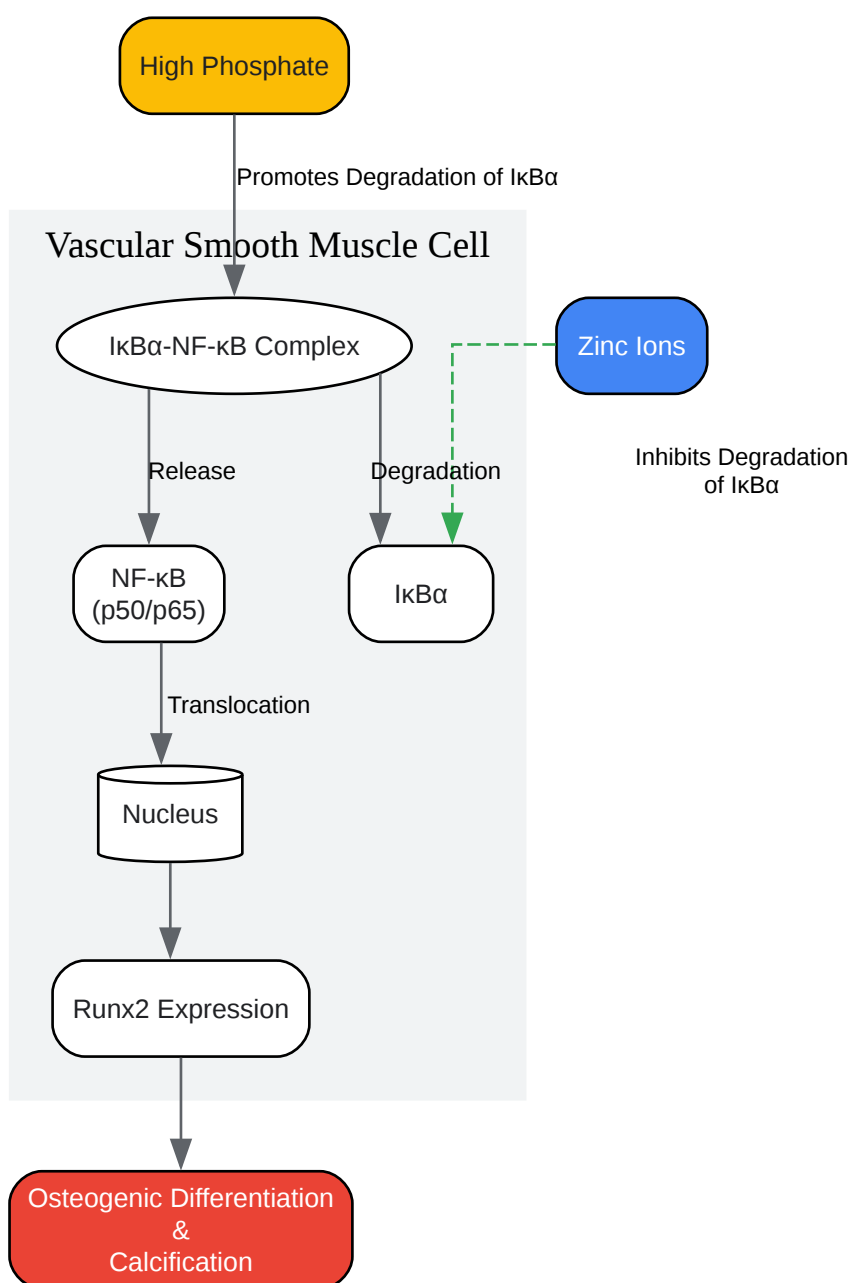 High Phosphate
Promotes Degradation of IκBα
Vascular Smooth Muscle Cell
IκBα-NF-κB Complex
Zinc Ions
Release
Degradation
Inhibits Degradation
of IκBα
NF-κB
(p50/p65)
IκBα
Translocation
Nucleus
Runx2 Expression
Osteogenic Differentiation
&
Calcification